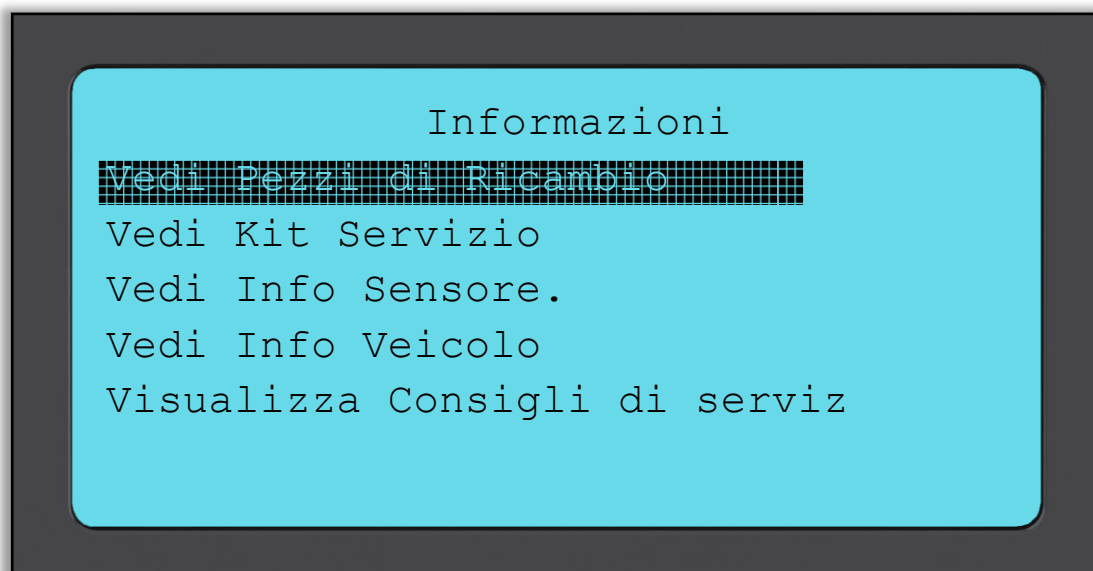 Informazioni
Vedi Pezzi di Ricambio
Vedi Kit Servizio
Vedi Info Sensore.
Vedi Info Veicolo
Visualizza Consigli di serviz